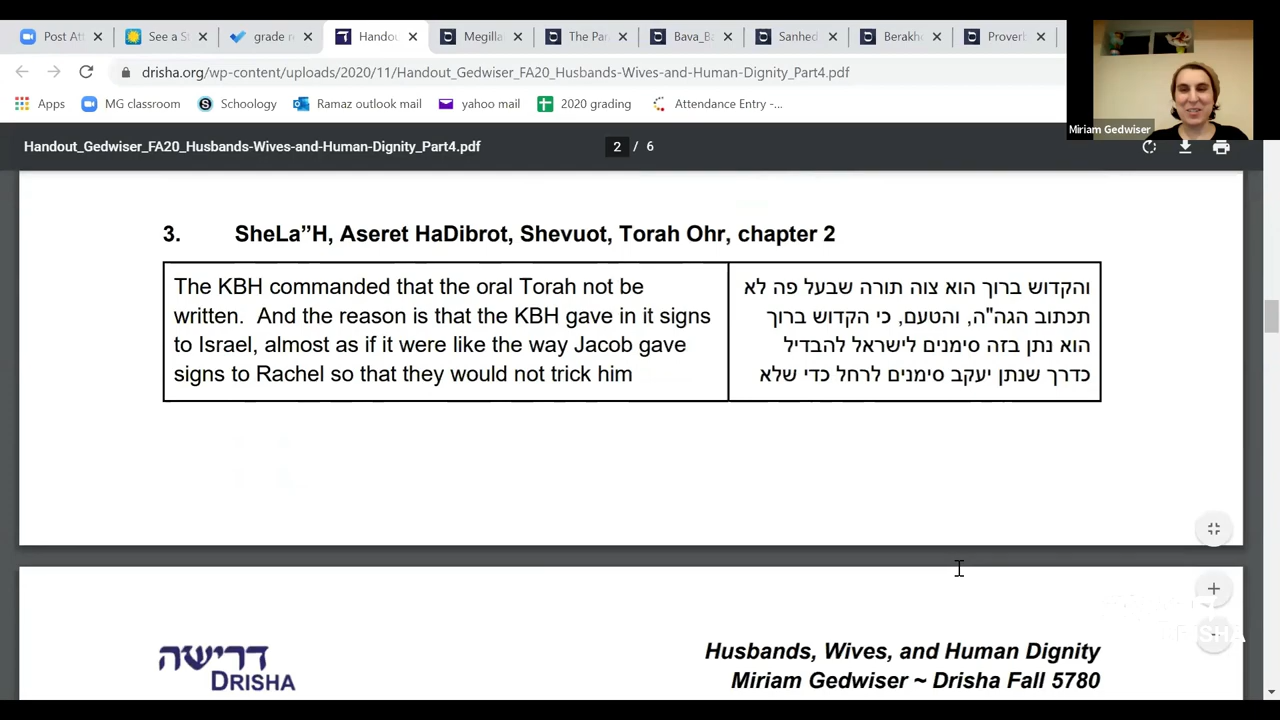 Post Att
See a S
grade r
Handou
Megilla
The Par
Bava_Ba
Sanhed
Berakho
Proverb
drisha.org/wp-content/uploads/2020/11/Handout_Gedwiser_FA20_Husbands-Wives-and-Human-Dignity_Part4.pdf
Apps
MG classroom
Schoology
Ramaz outlook mail
yahoo mail
2020 grading
Attendance Entry -...
Miriam Gedwiser
Handout_Gedwiser_FA20_Husbands-Wives-and-Human-Dignity_Part4.pdf
2 / 6
3. SheLa”H, Aseret HaDibrot, Shevuot, Torah Ohr, chapter 2
The KBH commanded that the oral Torah not be
written. And the reason is that the KBH gave in it signs
to Israel, almost as if it were like the way Jacob gave
signs to Rachel so that they would not trick him
והקדוש ברוך הוא צוה תורה שבעל פה לא
תכתוב הגה"ה, והטעם, כי הקדוש ברוך
הוא נתן בזה סימנים לישראל להבדיל
כדרך שנתן יעקב סימנים לרחל כדי שלא
דרישה
DRISHA
Husbands, Wives, and Human Dignity
Miriam Gedwiser ~ Drisha Fall 5780